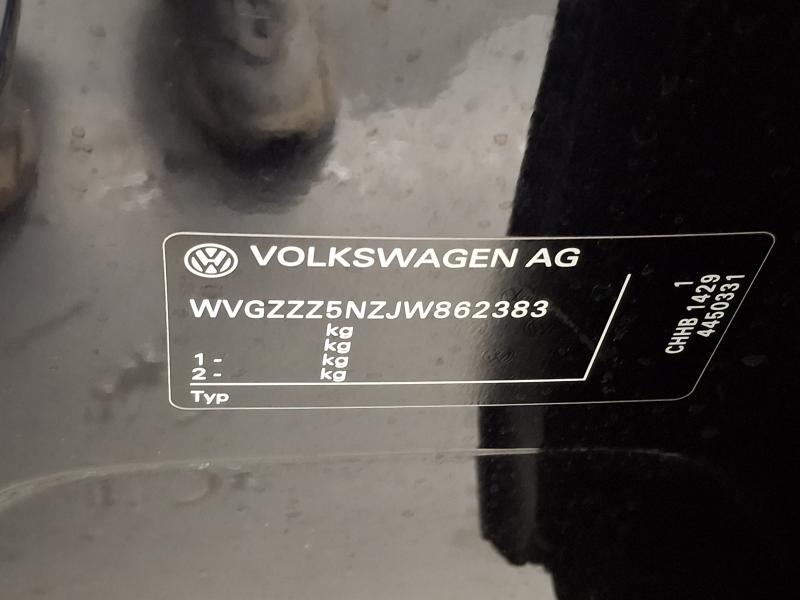 VOLKSWAGEN AG
WVGZZZ5NZJW862383
kg
kg
1 - kg
2 - kg
Typ
1
CHHB 1429
4450331